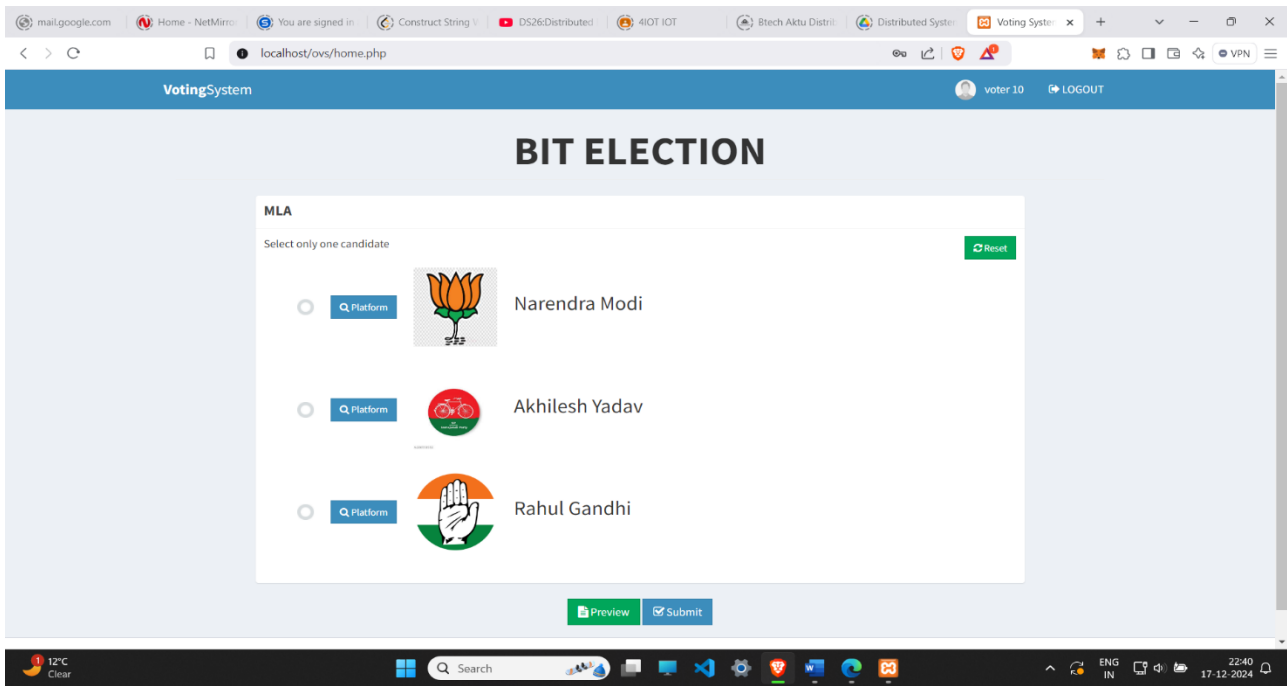 mail.google.com Home - NetMirro You are signed in Construct String V DS26:Distributed 4IOT IOT Btech Aktu Distrib Distributed System Voting System
localhost/ovs/home.php VPN
VotingSystem voter 10 LOGOUT
BIT ELECTION
MLA
Select only one candidate Reset
Platform Narendra Modi
Platform Akhilesh Yadav
Platform Rahul Gandhi
Preview Submit
1 12°C Search ENG 22:40
Clear IN 17-12-2024